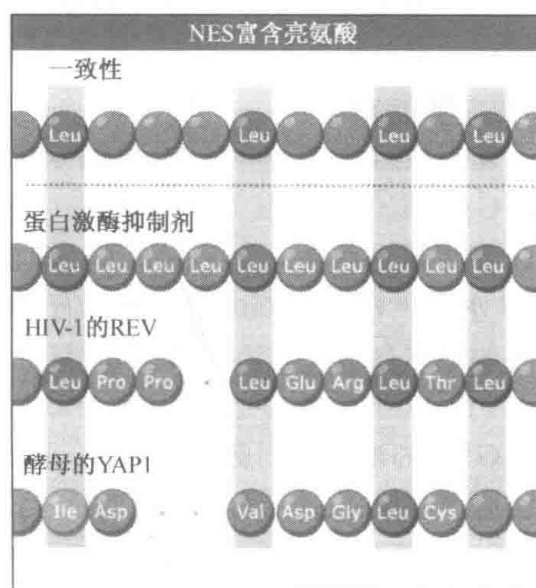 NES富含亮氨酸
一致性
Leu Leu Leu Leu
蛋白激酶抑制剂
Leu Leu Leu Leu Leu Leu Leu Leu Leu Leu
HIV-1的REV
Leu Pro Pro Leu Glu Arg Leu Thr Leu
酵母的YAP1
Ile Asp Val Asp Gly Leu Cys